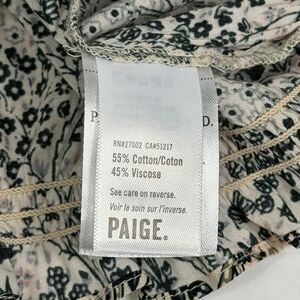 P. D.
RN#27002 CA#51217
55% Cotton/Coton
45% Viscose
See care on reverse.
Voir le soin sur l'inverse.
PAIGE.